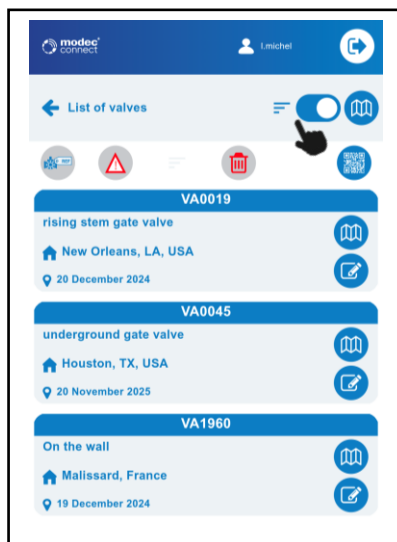 modec
connect
l.michel
List of valves
REF
VA0019
rising stem gate valve
New Orleans, LA, USA
20 December 2024
VA0045
underground gate valve
Houston, TX, USA
20 November 2025
VA1960
On the wall
Malissard, France
19 December 2024